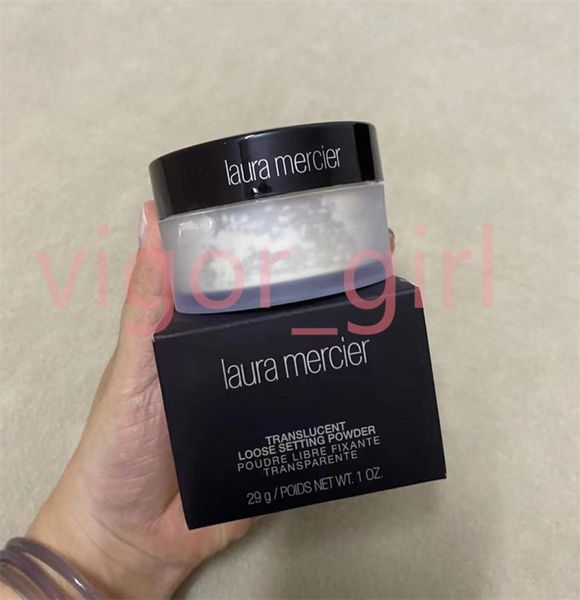 laura mercier
vigor_girl
laura mercier
TRANSLUCENT
LOOSE SETTING POWDER
POUDRE LIBRE FIXANTE
TRANSPARENTE
29 g / POIDS NET WT. 1 OZ.